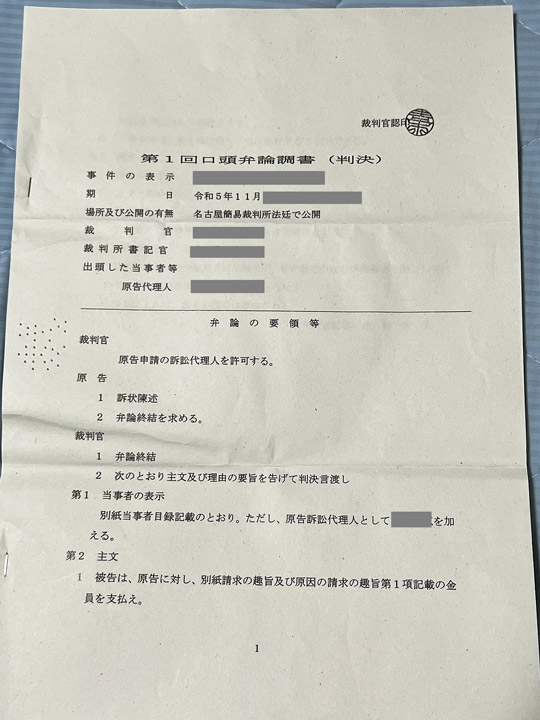 裁判官認印
第1回口頭弁論調書（判決）
事件の表示
期日 令和5年11月
場所及び公開の有無 名古屋簡易裁判所法廷で公開
裁判官
裁判所書記官
出頭した当事者等
原告代理人
弁論の要領等
裁判官
原告申請の訴訟代理人を許可する。
原告
1 訴状陳述
2 弁論終結を求める。
裁判官
1 弁論終結
2 次のとおり主文及び理由の要旨を告げて判決言渡し
第1 当事者の表示
別紙当事者目録記載のとおり。ただし、原告訴訟代理人として を加
える。
第2 主文
1 被告は、原告に対し、別紙請求の趣旨及び原因の請求の趣旨第1項記載の金
員を支払え。
1